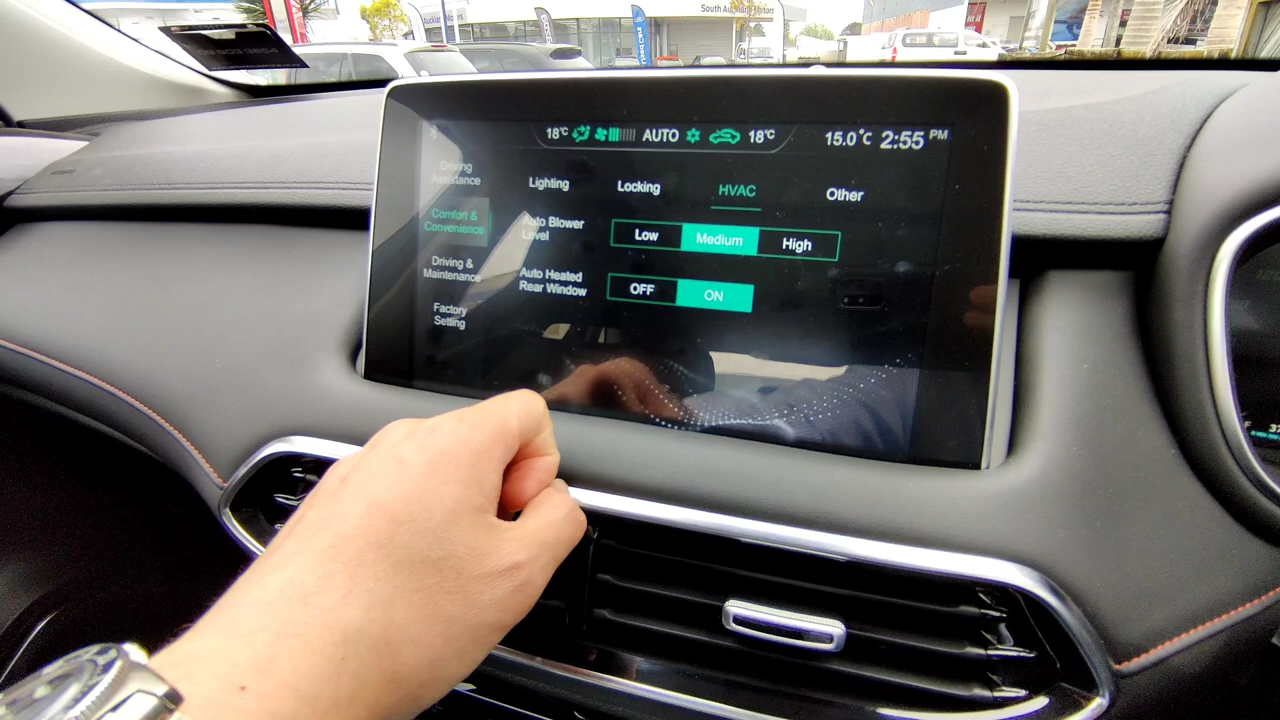 South Auckland Motors
18°C AUTO 18°C 15.0°C 2:55 PM
Driving
Assistance
Comfort &
Convenience
Driving &
Maintenance
Factory
Setting
Lighting Locking HVAC Other
Auto Blower
Level
Low Medium High
Auto Heated
Rear Window
OFF ON